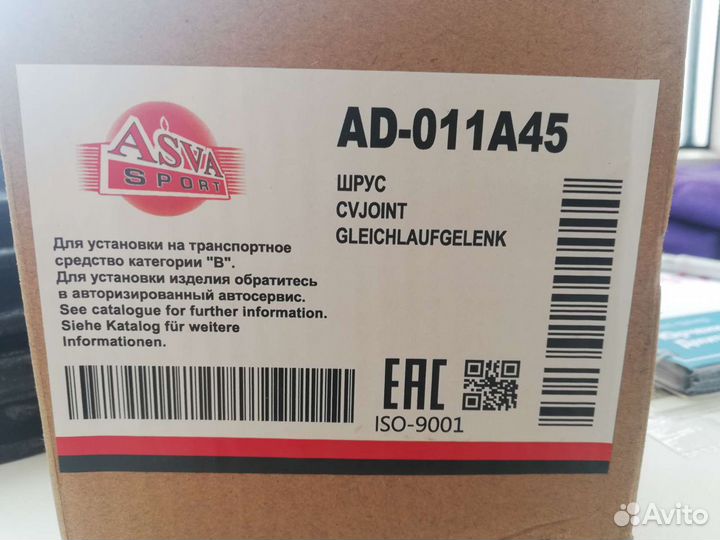 ASVA
SPORT
AD-011A45
ШРУС
CVJOINT
GLEICHLAUFGELENK
Для установки на транспортное
средство категории "В".
Для установки изделия обратитесь
в авторизированный автосервис.
See catalogue for further information.
Siehe Katalog für weitere
Informationen.
EAC
ISO-9001
Avito